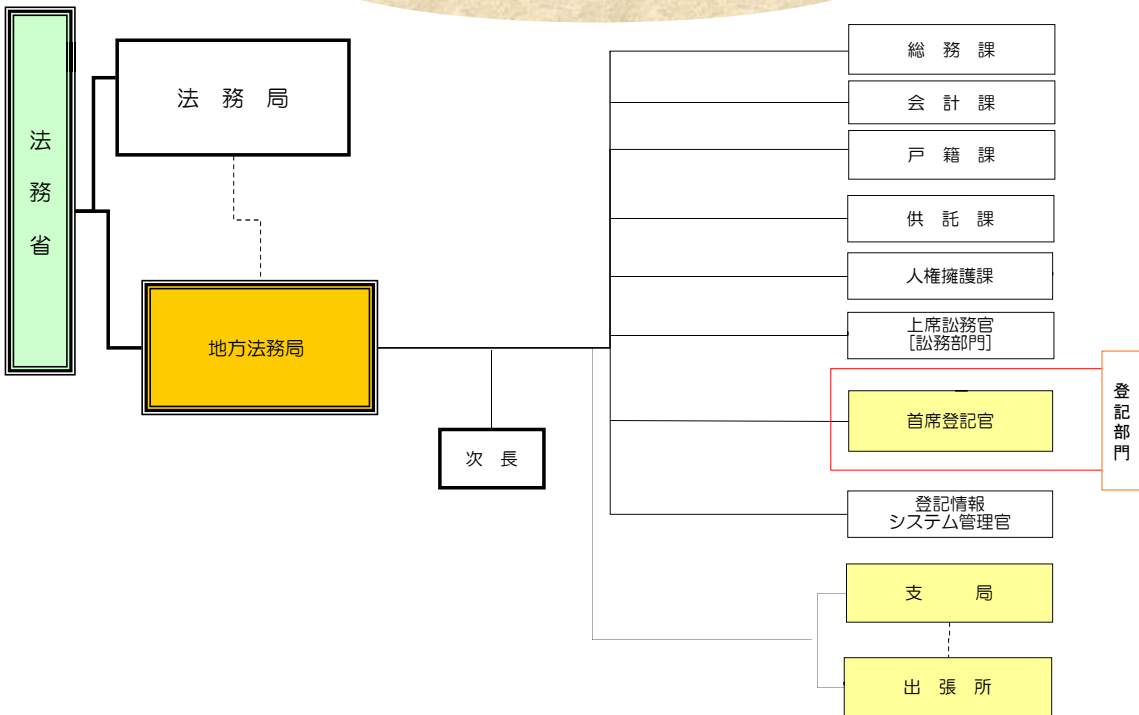 法務省
法　務　局
地方法務局
次　長
総　務　課
会　計　課
戸　籍　課
供　託　課
人権擁護課
上席訟務官
[訟務部門]
首席登記官
登記部門
登記情報
システム管理官
支　　局
出　張　所